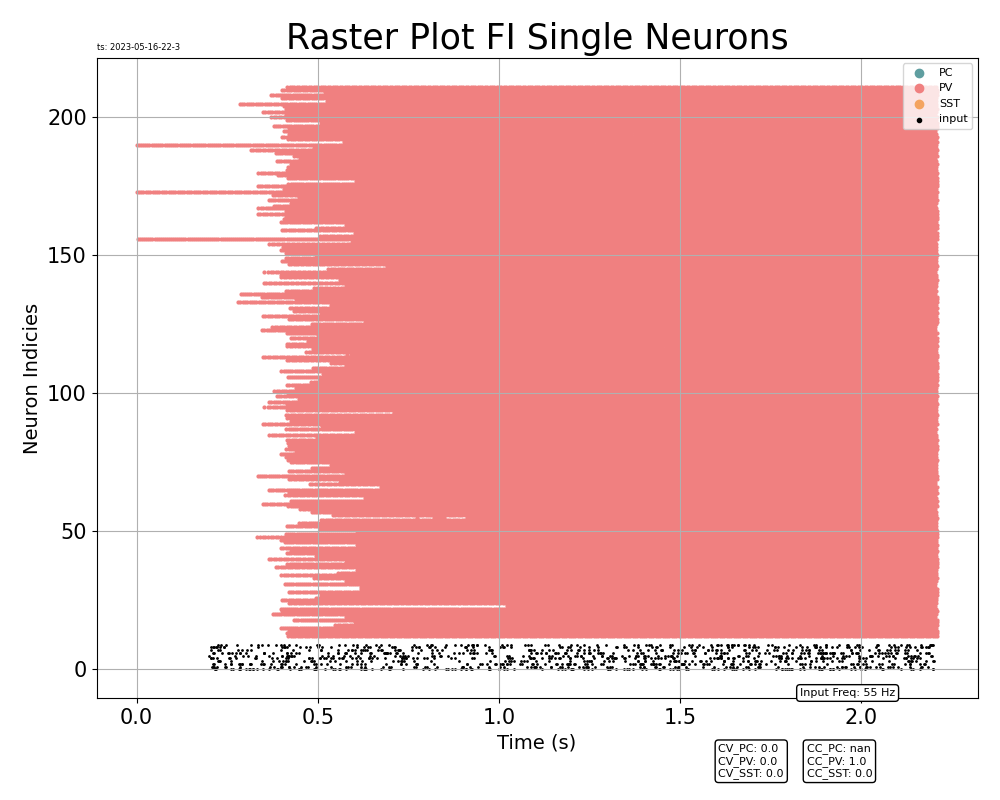 Raster Plot FI Single Neurons
ts: 2023-05-16-22-3
PC
PV
SST
input
200
150
100
50
0
Neuron Indicies
0.0 0.5 1.0 1.5 2.0
Time (s)
Input Freq: 55 Hz
CV_PC: 0.0
CV_PV: 0.0
CV_SST: 0.0
CC_PC: nan
CC_PV: 1.0
CC_SST: 0.0